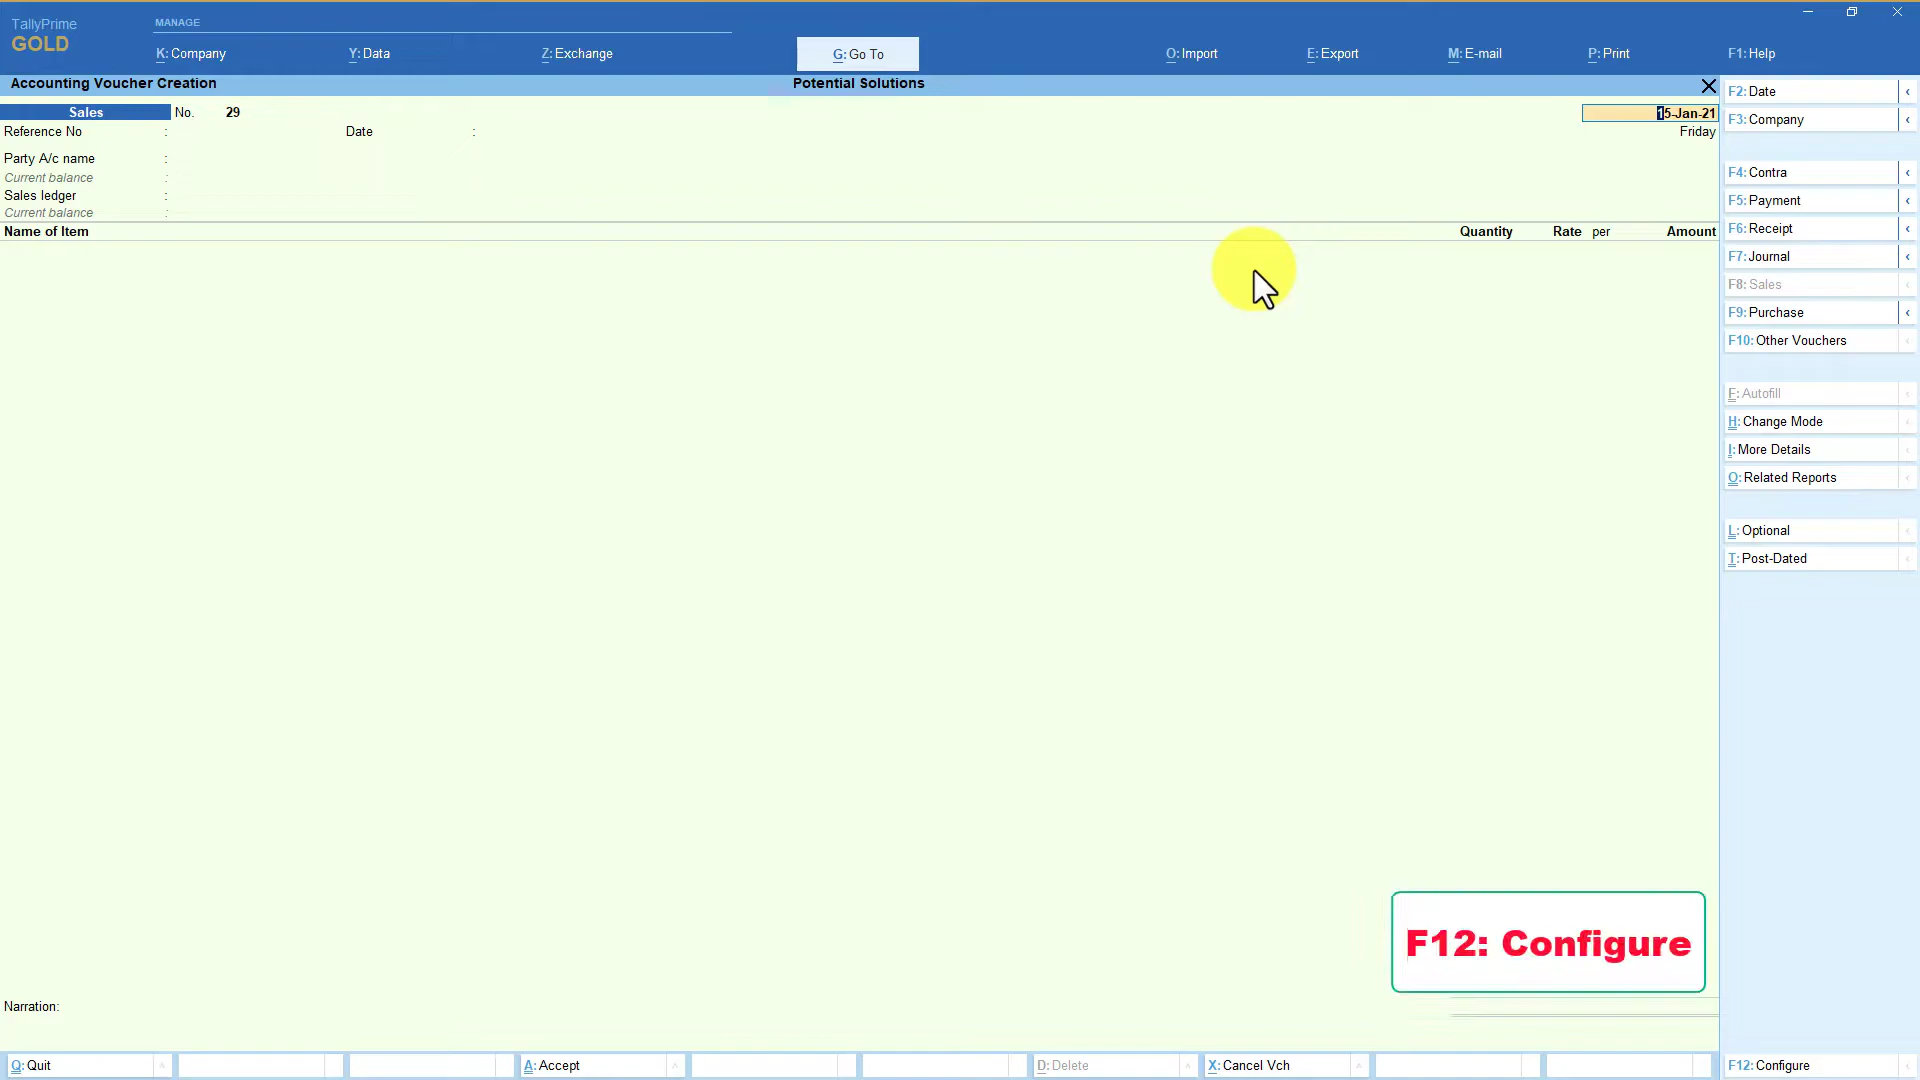 TallyPrime
GOLD
MANAGE
K: Company
Y: Data
Z: Exchange
G: Go To
O: Import
E: Export
M: E-mail
P: Print
F1: Help
Accounting Voucher Creation
Potential Solutions
Sales
No.
29
15-Jan-21
Friday
Reference No :
Date :
Party A/c name :
Current balance :
Sales ledger :
Current balance :
Name of Item
Quantity
Rate
per
Amount
F2: Date
F3: Company
F4: Contra
F5: Payment
F6: Receipt
F7: Journal
F8: Sales
F9: Purchase
F10: Other Vouchers
F: Autofill
H: Change Mode
I: More Details
O: Related Reports
L: Optional
T: Post-Dated
F12: Configure
Narration:
Q: Quit
A: Accept
D: Delete
X: Cancel Vch
F12: Configure